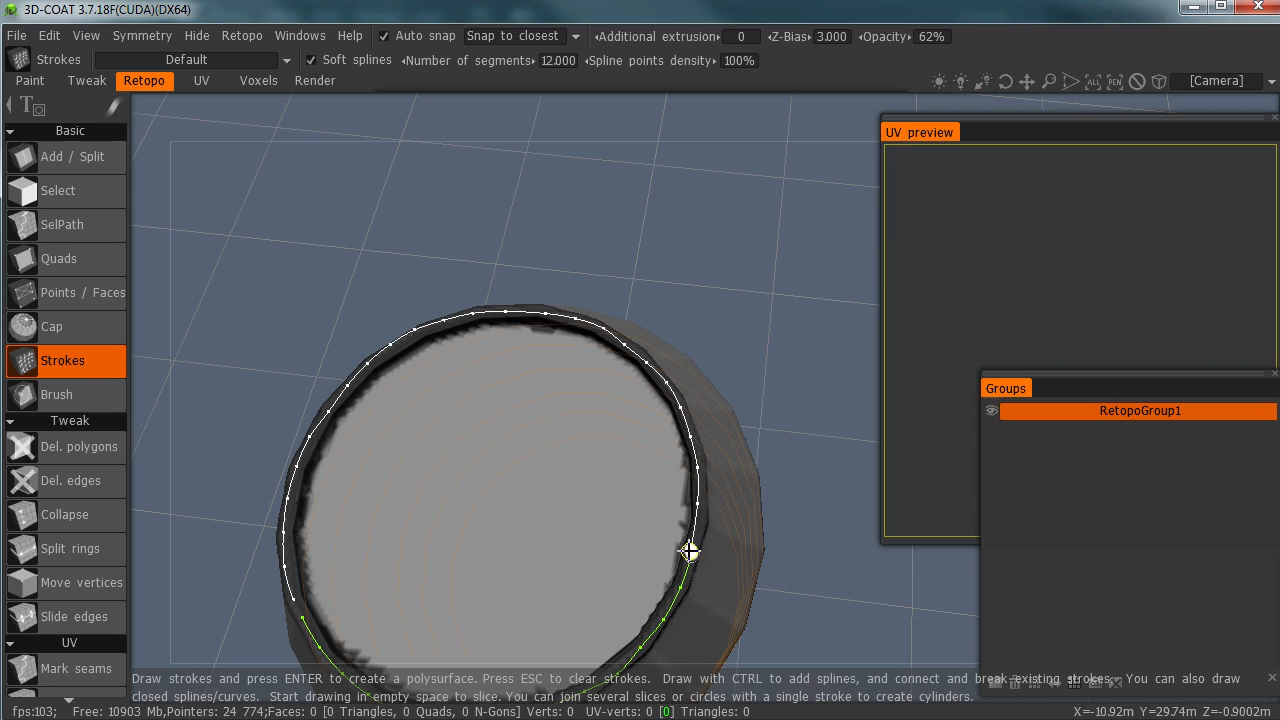 3D-COAT 3.7.18F(CUDA)(DX64)
File Edit View Symmetry Hide Retopo Windows Help Auto snap Snap to closest Additional extrusion: 0 Z-Bias: 3.000 Opacity: 62%
Strokes Default Soft splines Number of segments: 12.000 Spline points density: 100%
Paint Tweak Retopo UV Voxels Render ALL PEN [Camera]
T
Basic
UV preview
Add / Split
Select
SelPath
Quads
Points / Faces
Cap
Strokes
Groups
Brush
RetopoGroup1
Tweak
Del. polygons
Del. edges
Collapse
Split rings
Move vertices
Slide edges
UV
Mark seams
Draw strokes and press ENTER to create a polysurface. Press ESC to clear strokes. Draw with CTRL to add splines, and connect and break existing strokes. You can also draw
closed splines/curves. Start drawing in empty space to slice. You can join several slices or circles with a single stroke to create cylinders.
fps:103; Free: 10903 Mb,Pointers: 24 774;Faces: 0 [0 Triangles, 0 Quads, 0 N-Gons] Verts: 0 UV-verts: 0 [0] Triangles: 0 X=-10.92m Y=29.74m Z=-0.9002m